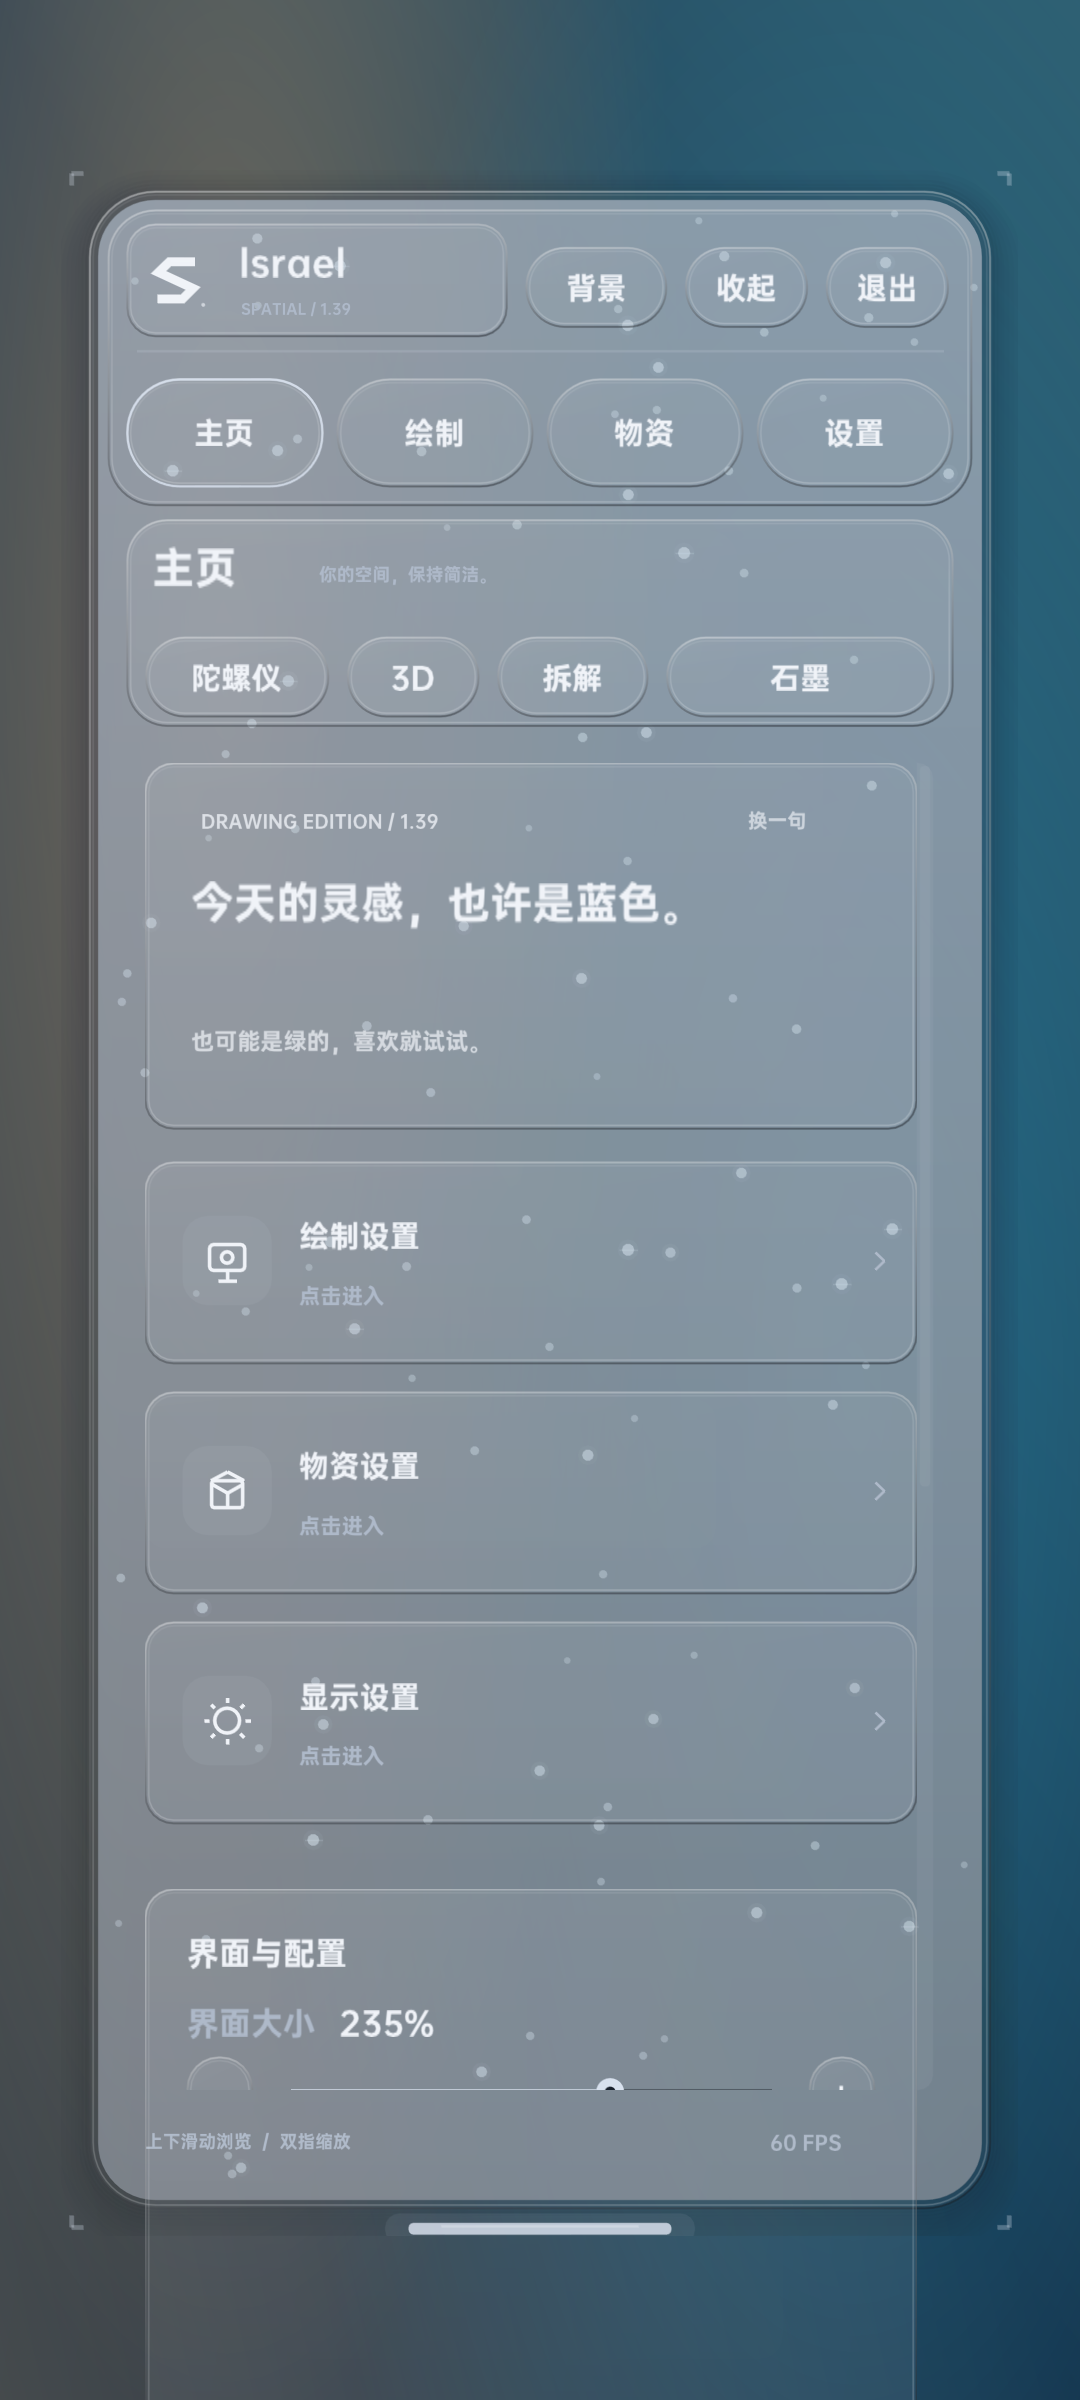 Israel
SPATIAL / 1.39
背景
收起
退出
主页
绘制
物资
设置
主页
你的空间，保持简洁。
陀螺仪
3D
拆解
石墨
DRAWING EDITION / 1.39
换一句
今天的灵感，也许是蓝色。
也可能是绿的，喜欢就试试。
绘制设置
点击进入
物资设置
点击进入
显示设置
点击进入
界面与配置
界面大小 235%
上下滑动浏览 / 双指缩放
60 FPS